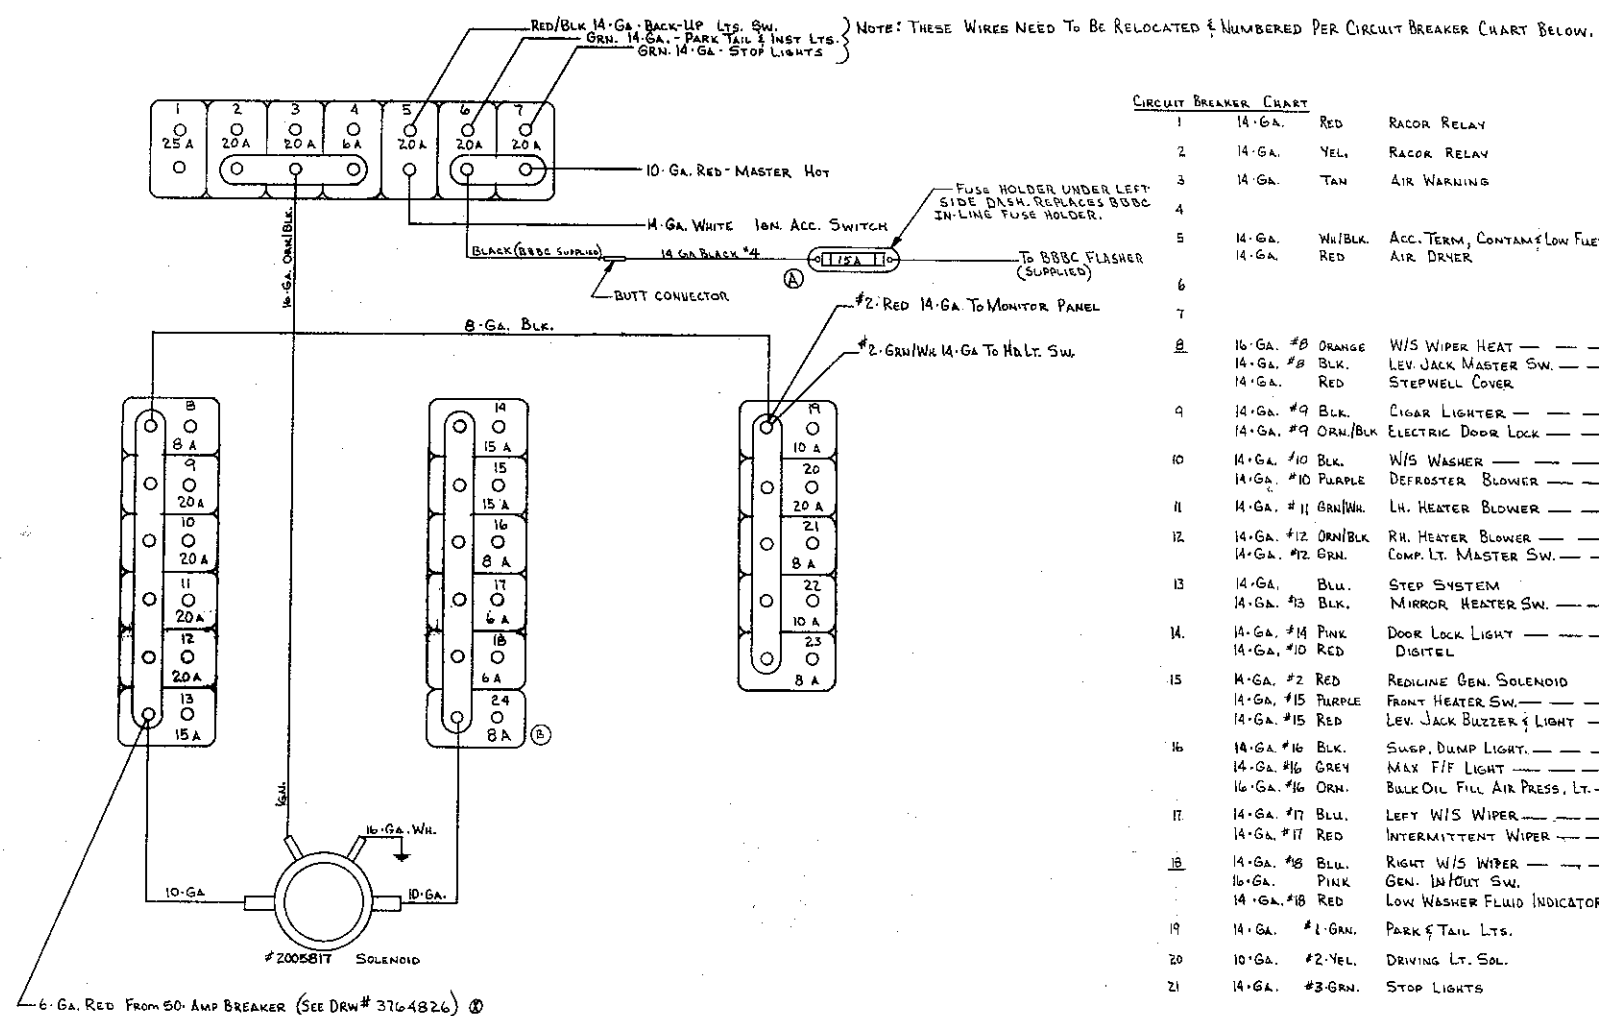 RED/BLK 14-GA-BACK-UP LTS. SW.
GRN. 14-GA. - PARK TAIL & INST LTS.
GRN. 14-GA - STOP LIGHTS
NOTE: THESE WIRES NEED TO BE RELOCATED & NUMBERED PER CIRCUIT BREAKER CHART BELOW.
1 2 3 4 5 6 7
25 A 20 A 20 A 6 A 20 A 20 A 20 A
10-GA. RED-MASTER HOT
14-GA. WHITE IGN. ACC. SWITCH
FUSE HOLDER UNDER LEFT
SIDE DASH. REPLACES BBBC
IN-LINE FUSE HOLDER.
BLACK (BBBC SUPPLIED)
14 GA BLACK #4
15A
A
TO BBBC FLASHER
(SUPPLIED)
BUTT CONNECTOR
16-GA. ORN/BLK.
#2-RED 14-GA. TO MONITOR PANEL
8-GA. BLK.
#2-GRN/WH 14-GA TO HD LT. SW.
8
8 A
9
20 A
10
20 A
11
20 A
12
20 A
13
15 A
14
15 A
15
15 A
16
8 A
17
6 A
18
6 A
24
8 A
B
19
10 A
20
20 A
21
8 A
22
10 A
23
8 A
IGN.
16-GA. WH.
10-GA
10-GA.
#2005817 SOLENOID
6-GA. RED FROM 50-AMP BREAKER (SEE DRW# 3764826)
CIRCUIT BREAKER CHART
1 14-GA. RED RACOR RELAY
2 14-GA. YEL. RACOR RELAY
3 14-GA. TAN AIR WARNING
4
5 14-GA. WH/BLK. ACC. TERM, CONTAM & LOW FUE
14-GA. RED AIR DRYER
6
7
8 16-GA. #8 ORANGE W/S WIPER HEAT
14-GA. #8 BLK. LEV. JACK MASTER SW.
14-GA. RED STEPWELL COVER
9 14-GA. #9 BLK. CIGAR LIGHTER
14-GA. #9 ORN./BLK ELECTRIC DOOR LOCK
10 14-GA. #10 BLK. W/S WASHER
14-GA. #10 PURPLE DEFROSTER BLOWER
11 14-GA. #11 GRN/WH. LH. HEATER BLOWER
12 14-GA. #12 ORN/BLK RH. HEATER BLOWER
14-GA. #12 GRN. COMP. LT. MASTER SW.
13 14-GA. BLU. STEP SYSTEM
14-GA. #13 BLK. MIRROR HEATER SW.
14. 14-GA. #14 PINK DOOR LOCK LIGHT
14-GA. #10 RED DIGITEL
15 14-GA. #2 RED REDILINE GEN. SOLENOID
14-GA. #15 PURPLE FRONT HEATER SW.
14-GA. #15 RED LEV. JACK BUZZER & LIGHT
16 14-GA. #16 BLK. SUSP. DUMP LIGHT.
14-GA. #16 GREY MAX F/F LIGHT
16-GA. #16 ORN. BULK OIL FILL AIR PRESS. LT.
17 14-GA. #17 BLU. LEFT W/S WIPER
14-GA. #17 RED INTERMITTENT WIPER
18 14-GA. #18 BLU. RIGHT W/S WIPER
16-GA. PINK GEN. IN/OUT SW.
14-GA. #18 RED LOW WASHER FLUID INDICATOR
19 14-GA. #1-GRN. PARK & TAIL LTS.
20 10-GA. #2-YEL. DRIVING LT. SOL.
21 14-GA. #3-GRN. STOP LIGHTS